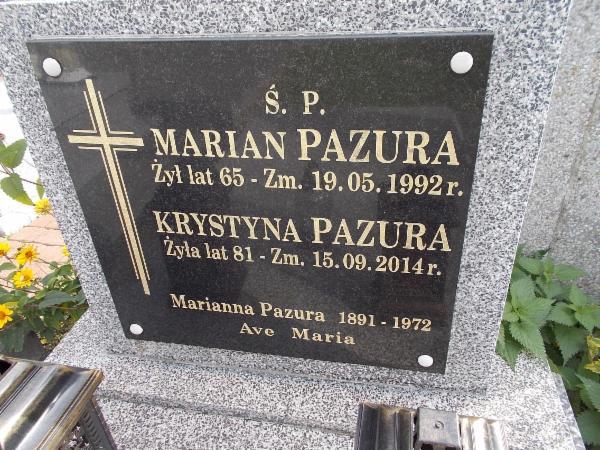 Ś. P.
MARIAN PAZURA
Żył lat 65 - Zm. 19.05.1992 r.
KRYSTYNA PAZURA
Żyła lat 81 - Zm. 15.09.2014 r.
Marianna Pazura 1891 - 1972
Ave Maria